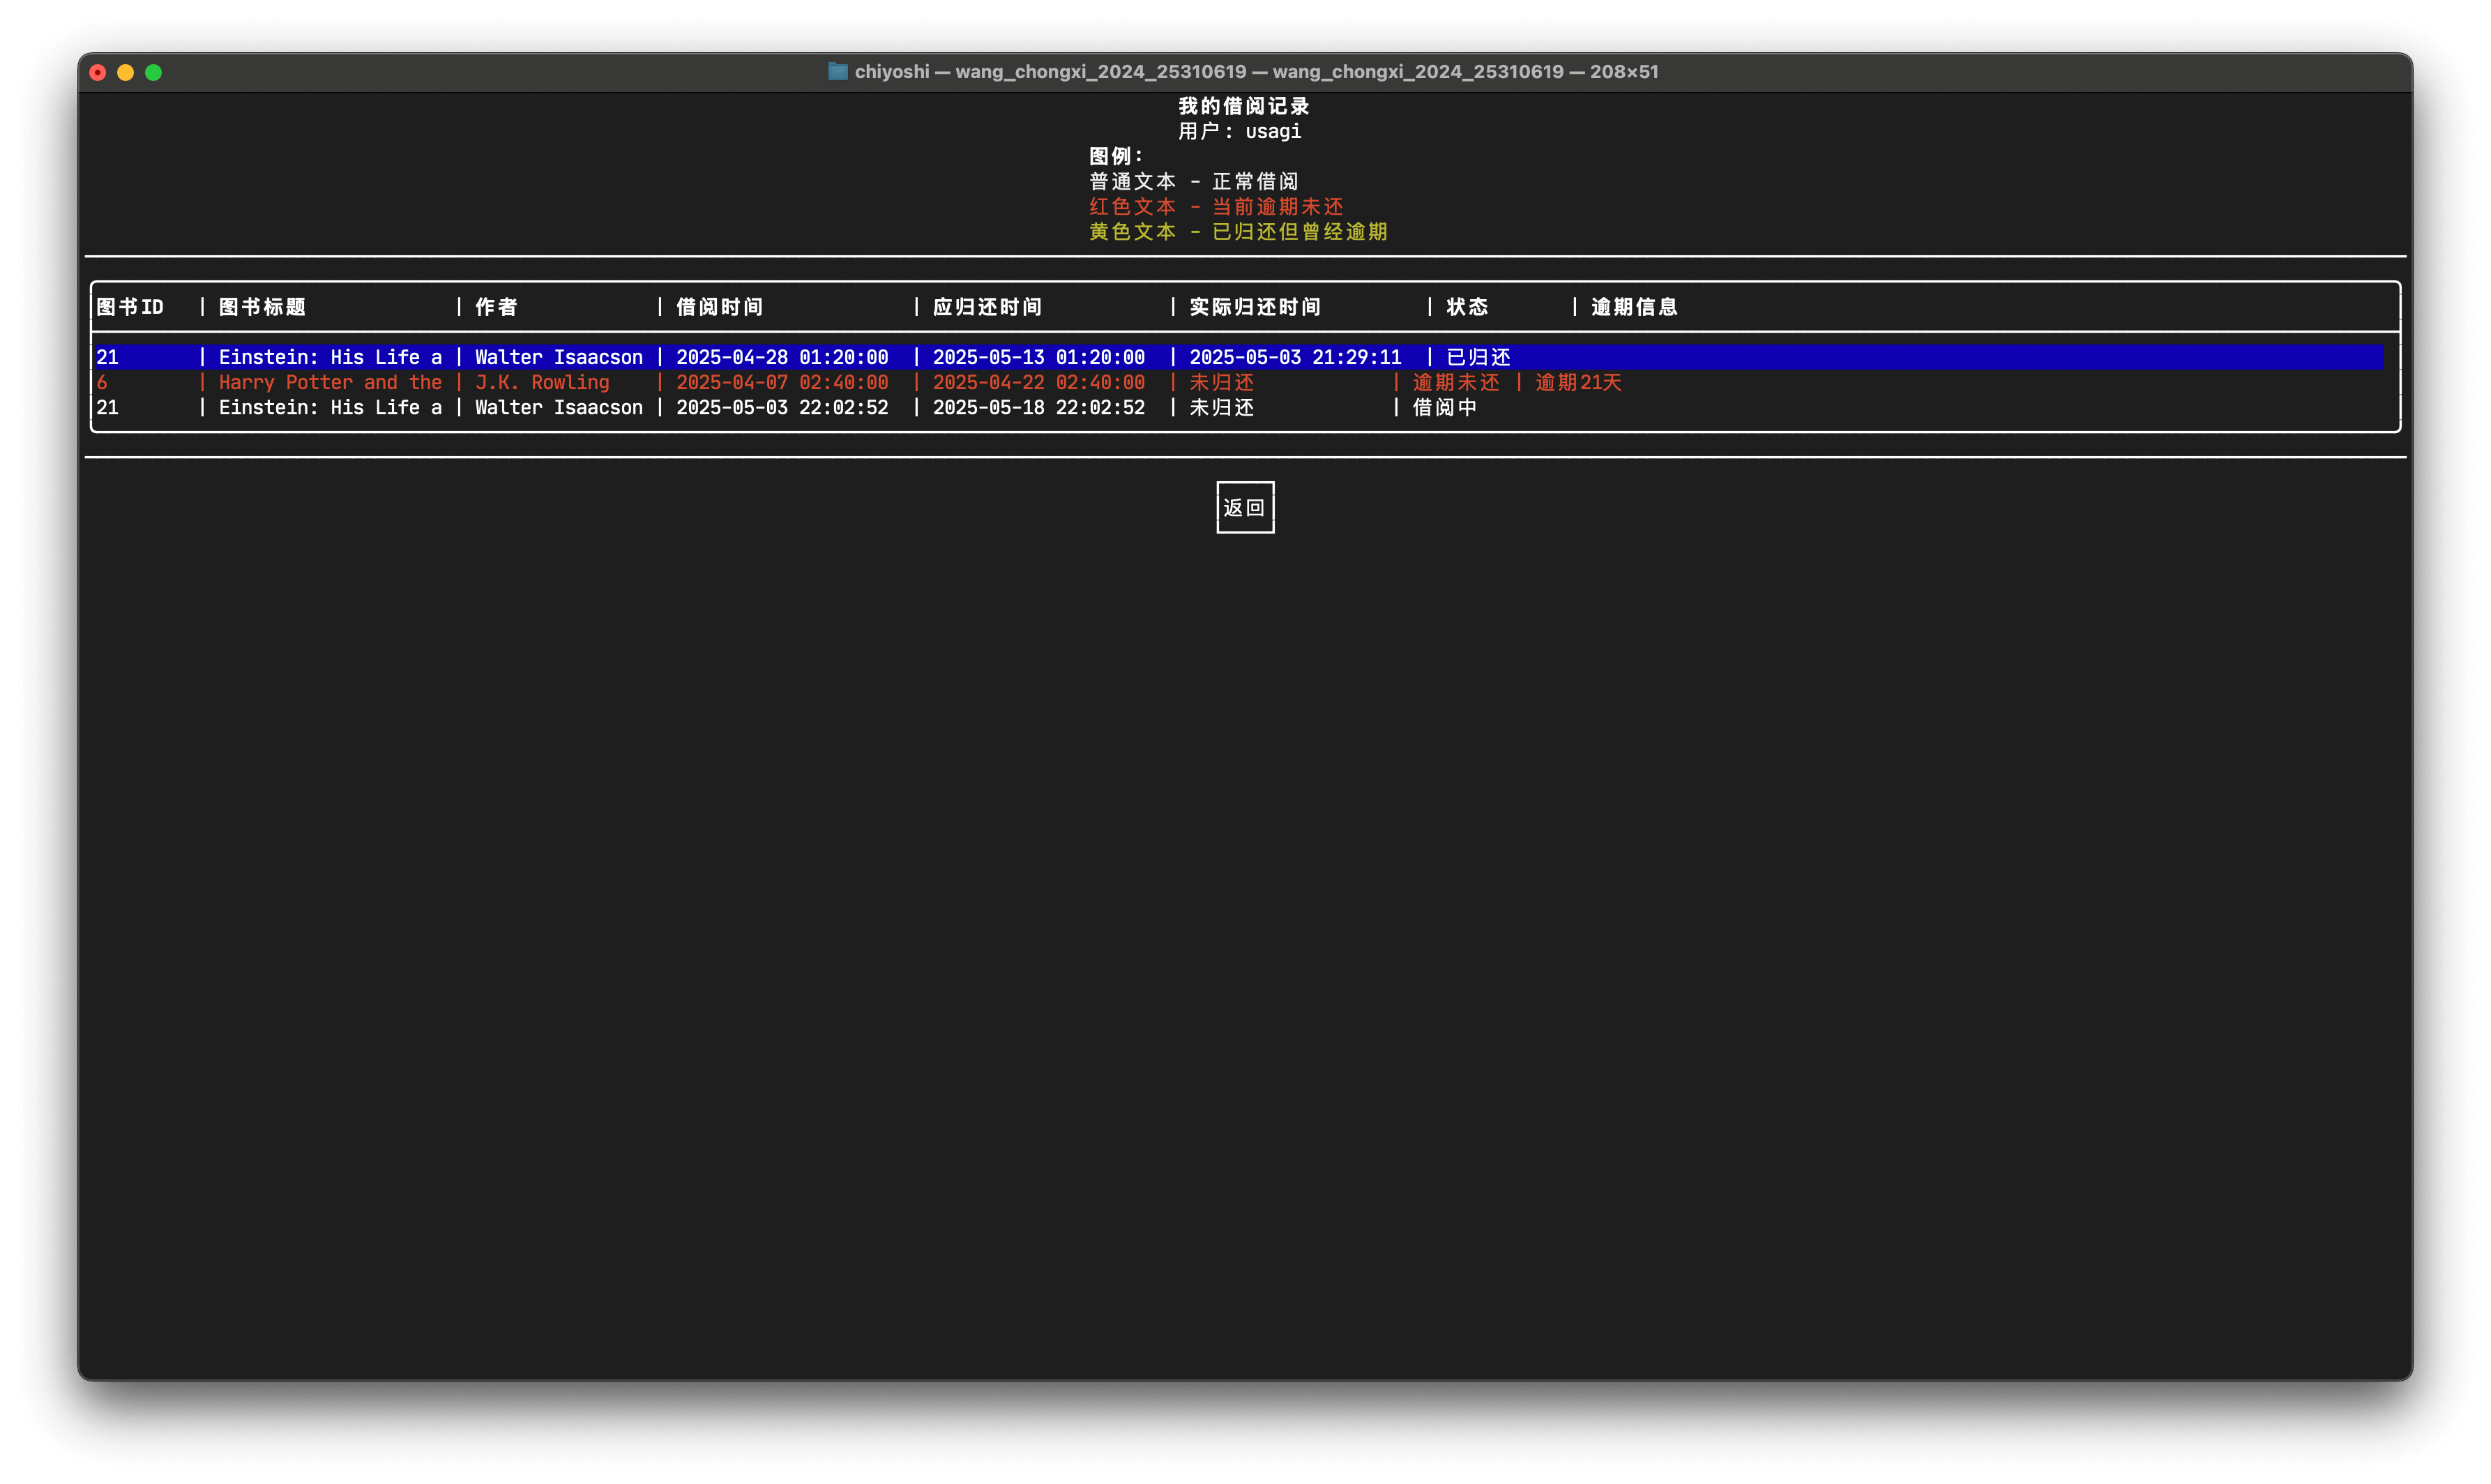 chiyoshi — wang_chongxi_2024_25310619 — wang_chongxi_2024_25310619 — 208×51
我的借阅记录
用户: usagi
图例:
普通文本 - 正常借阅
红色文本 - 当前逾期未还
黄色文本 - 已归还但曾经逾期
图书ID | 图书标题 | 作者 | 借阅时间 | 应归还时间 | 实际归还时间 | 状态 | 逾期信息
21 | Einstein: His Life a | Walter Isaacson | 2025-04-28 01:20:00 | 2025-05-13 01:20:00 | 2025-05-03 21:29:11 | 已归还
6 | Harry Potter and the | J.K. Rowling | 2025-04-07 02:40:00 | 2025-04-22 02:40:00 | 未归还 | 逾期未还 | 逾期21天
21 | Einstein: His Life a | Walter Isaacson | 2025-05-03 22:02:52 | 2025-05-18 22:02:52 | 未归还 | 借阅中
返回